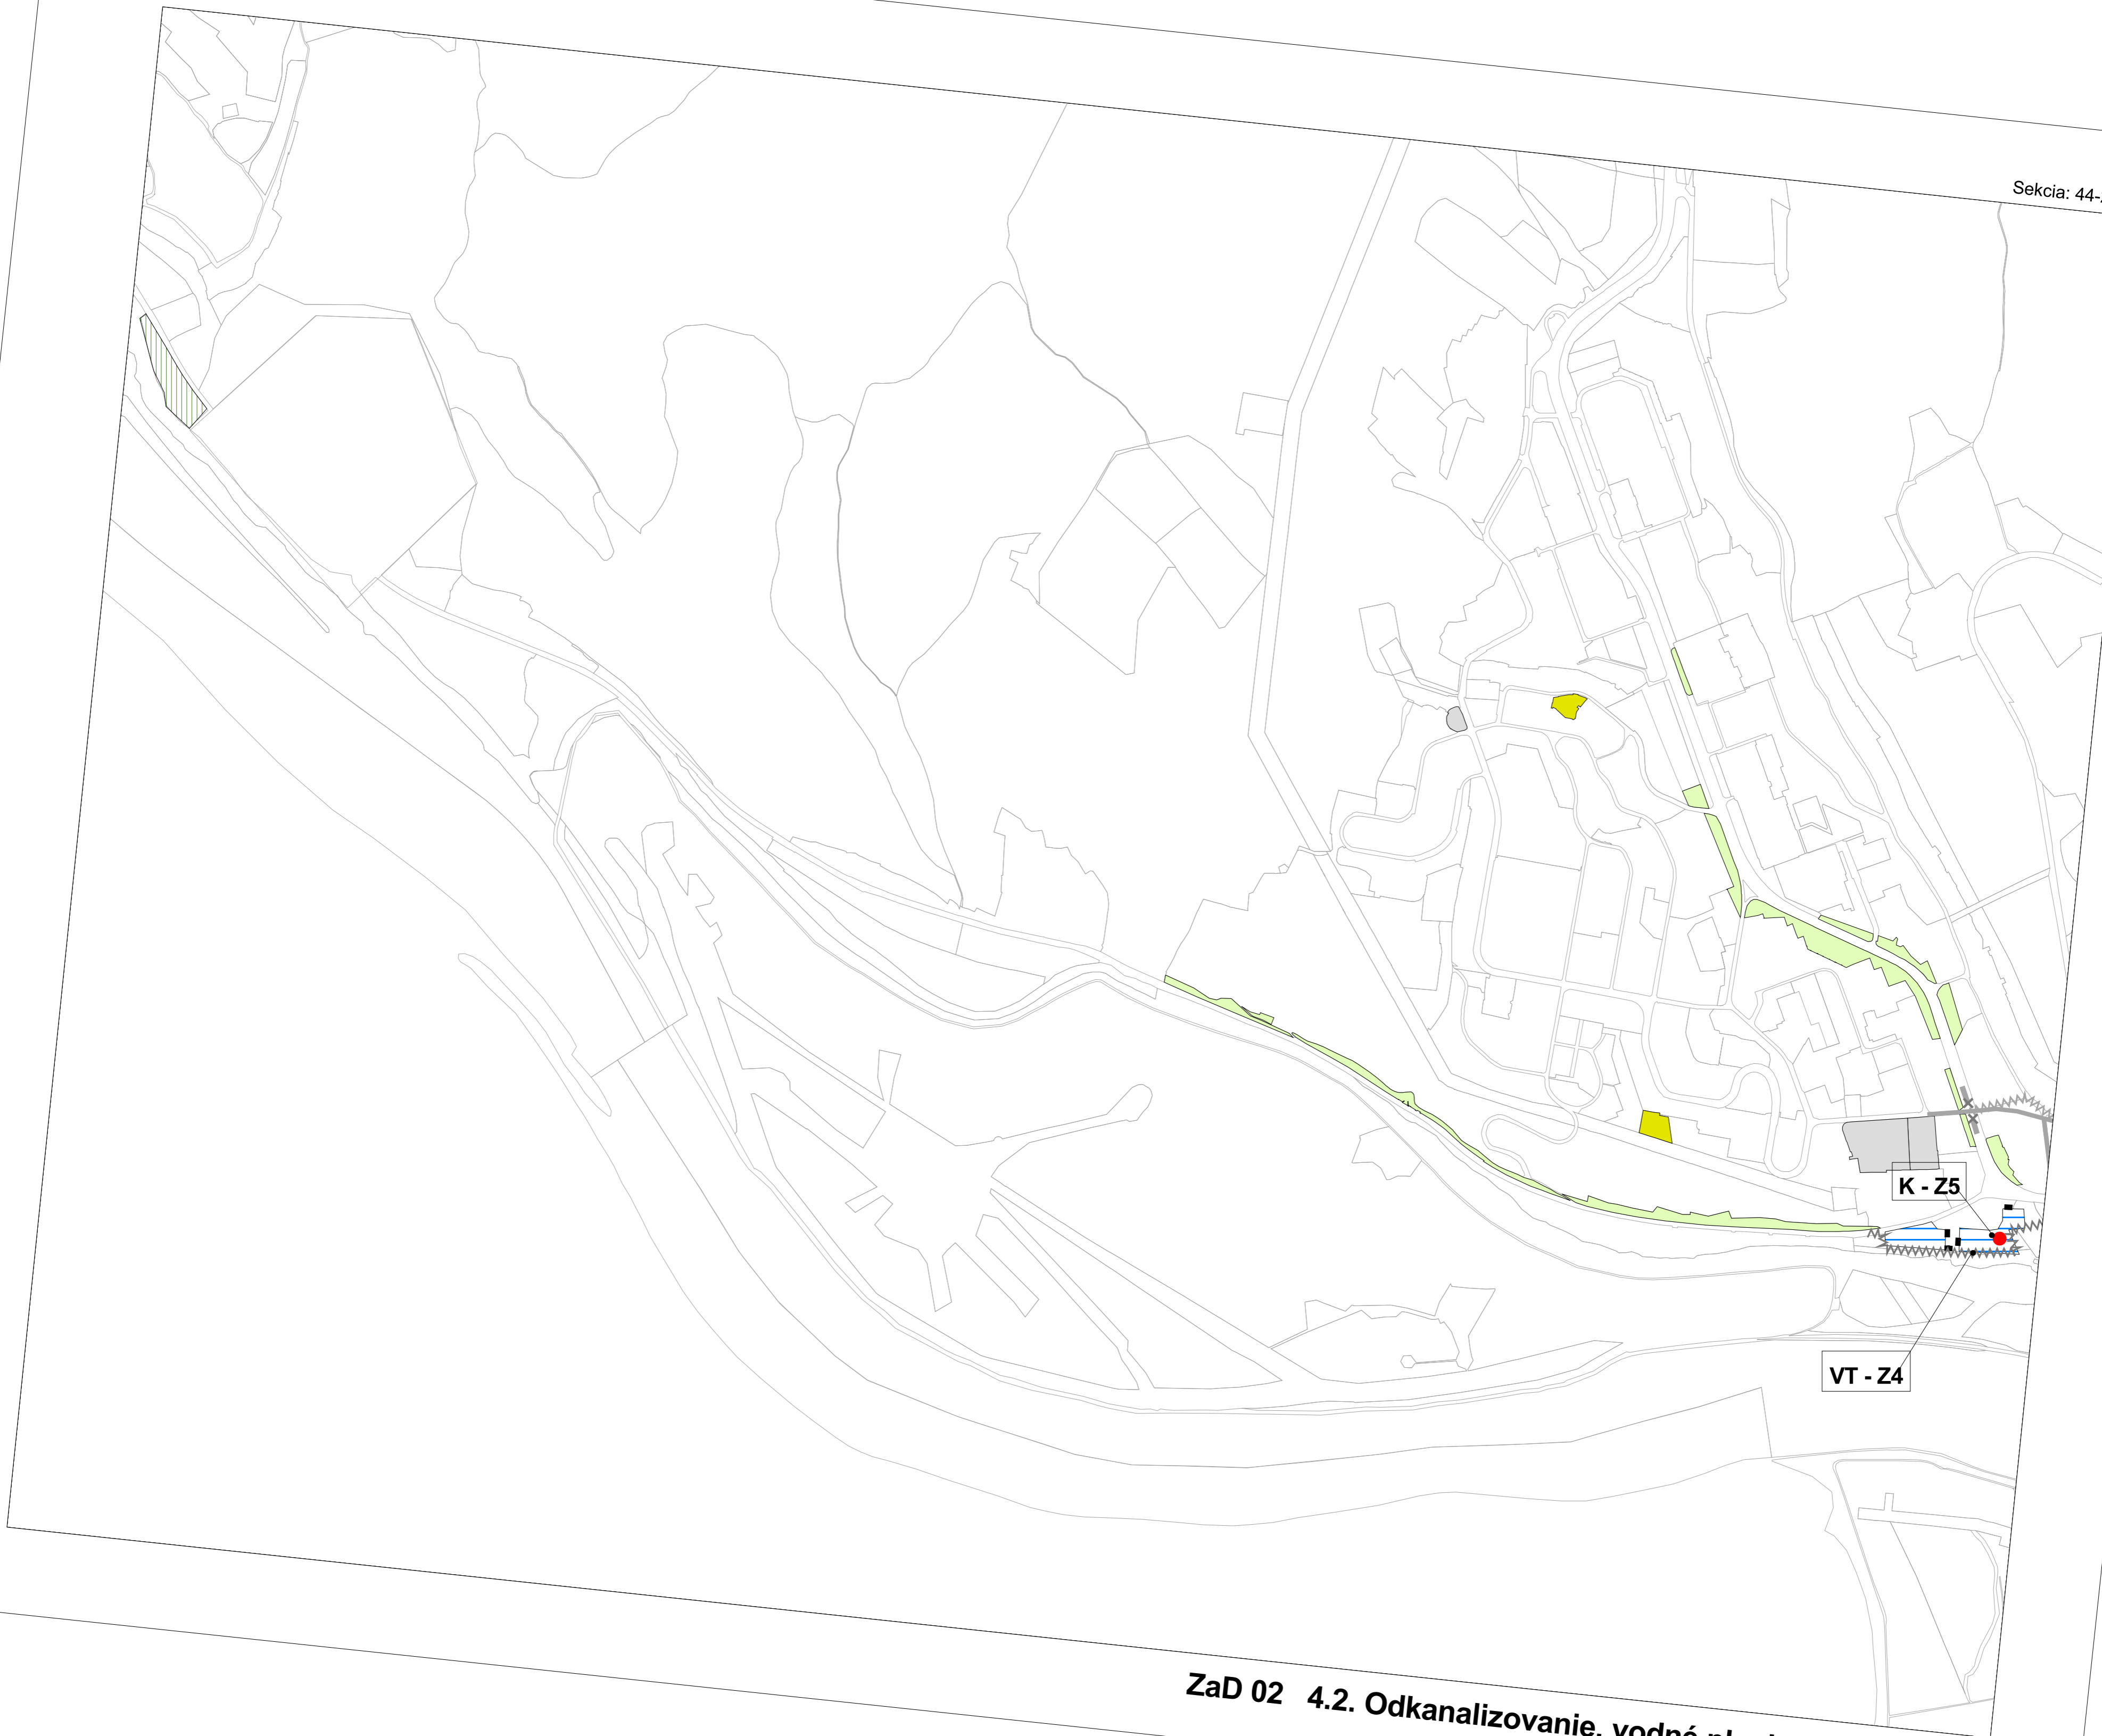 Sekcia: 44-
K - Z5
VT - Z4
ZaD 02 4.2. Odkanalizovanie, vodné